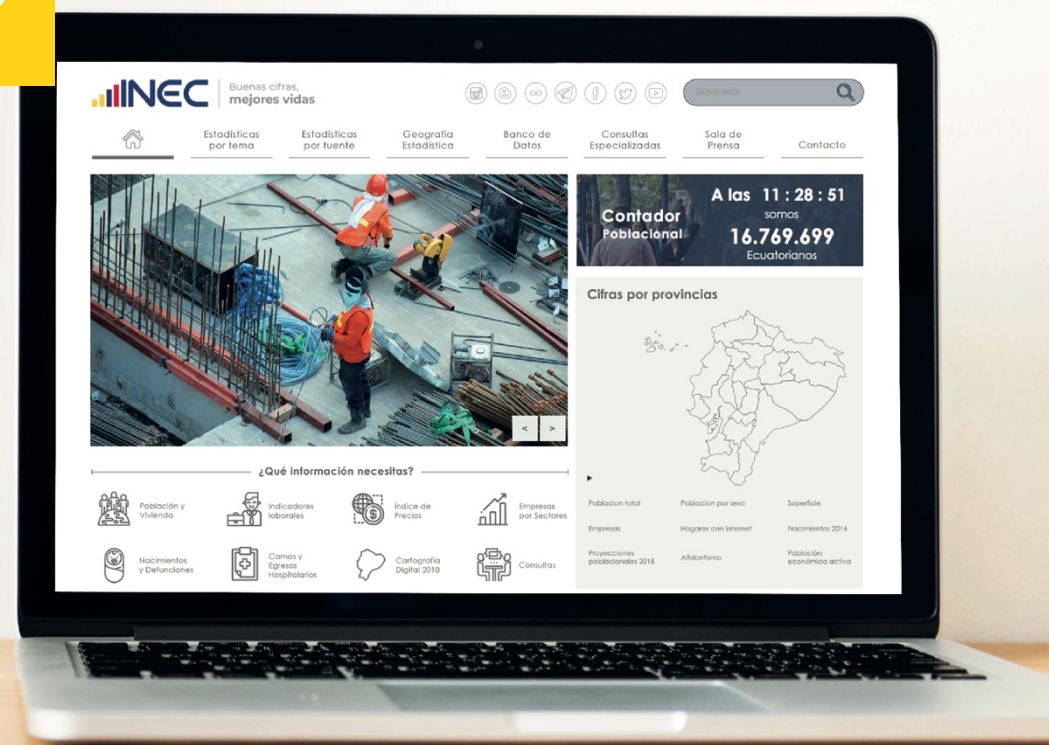 INEC
Buenas cifras,
mejores vidas
Búsqueda
Estadísticas
por tema
Estadísticas
por fuente
Geografía
Estadística
Banco de
Datos
Consultas
Especializadas
Sala de
Prensa
Contacto
Contador
Poblacional
A las 11 : 28 : 51
somos
16.769.699
Ecuatorianos
Cifras por provincias
< >
¿Qué información necesitas?
Población y
Vivienda
Indicadores
laborales
Índice de
Precios
Empresas
por Sectores
Nacimientos
y Defunciones
Camas y
Egresos
Hospitalarios
Cartografía
Digital 2010
Consultas
Poblacion total
Poblacion por sexo
Superficie
Empresas
Hogares con internet
Nacimientos 2016
Proyecciones
poblacionales 2018
Alfabetismo
Población
económica activa